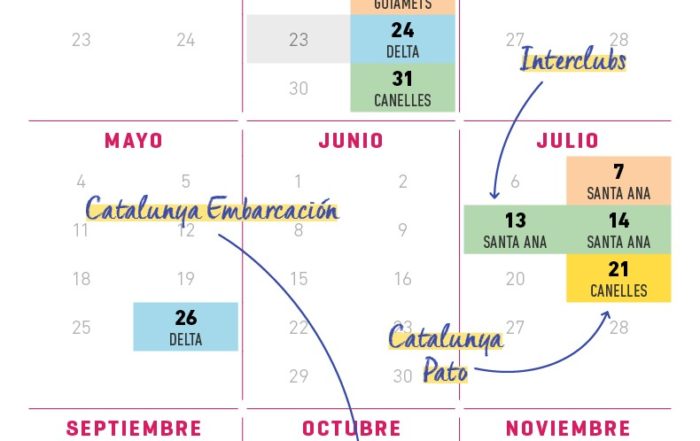 GUIAMETS
23 24 23 24 27 28
DELTA
Interclubs
30 31
CANELLES
MAYO JUNIO JULIO
4 5 1 2 6 7
SANTA ANA
Catalunya Embarcación
11 12 8 9 13 14
SANTA ANA SANTA ANA
18 19 15 16 20 21
CANELLES
25 26 22 23 27 28
DELTA
Catalunya
Pato
29 30
SEPTIEMBRE OCTUBRE NOVIEMBRE